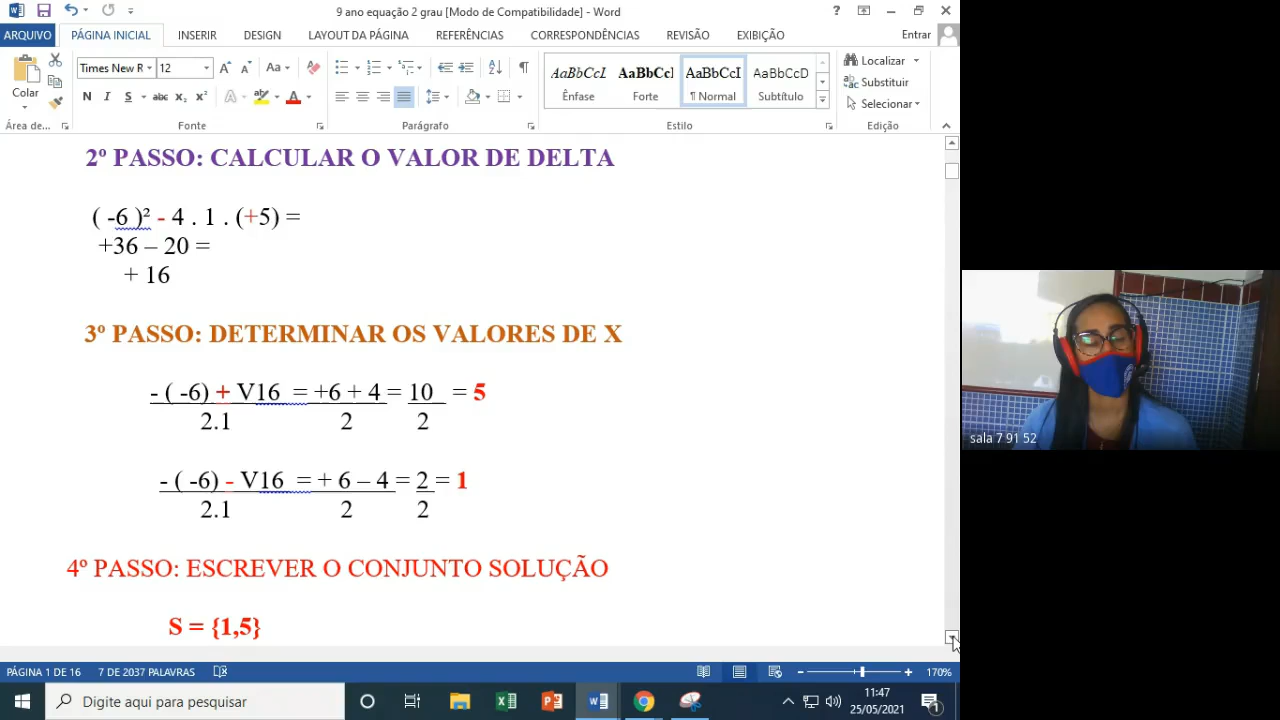 9 ano equação 2 grau [Modo de Compatibilidade] - Word
ARQUIVO PÁGINA INICIAL INSERIR DESIGN LAYOUT DA PÁGINA REFERÊNCIAS CORRESPONDÊNCIAS REVISÃO EXIBIÇÃO Entrar
Times New R 12 Aa
Colar
N I S abc x₂ x² A A
AaBbCcI AaBbCcI AaBbCcI AaBbCcD
Ênfase Forte ¶ Normal Subtítulo
Localizar
Substituir
Selecionar
Área de... Fonte Parágrafo Estilo Edição
2º PASSO: CALCULAR O VALOR DE DELTA
( -6 )² - 4 . 1 . (+5) =
+36 – 20 =
+ 16
3º PASSO: DETERMINAR OS VALORES DE X
- ( -6) + V16 = +6 + 4 = 10 = 5
2.1 2 2
- ( -6) - V16 = + 6 – 4 = 2 = 1
2.1 2 2
4º PASSO: ESCREVER O CONJUNTO SOLUÇÃO
S = {1,5}
sala 7 91 52
PÁGINA 1 DE 16 7 DE 2037 PALAVRAS 170%
Digite aqui para pesquisar
11:47
25/05/2021
1